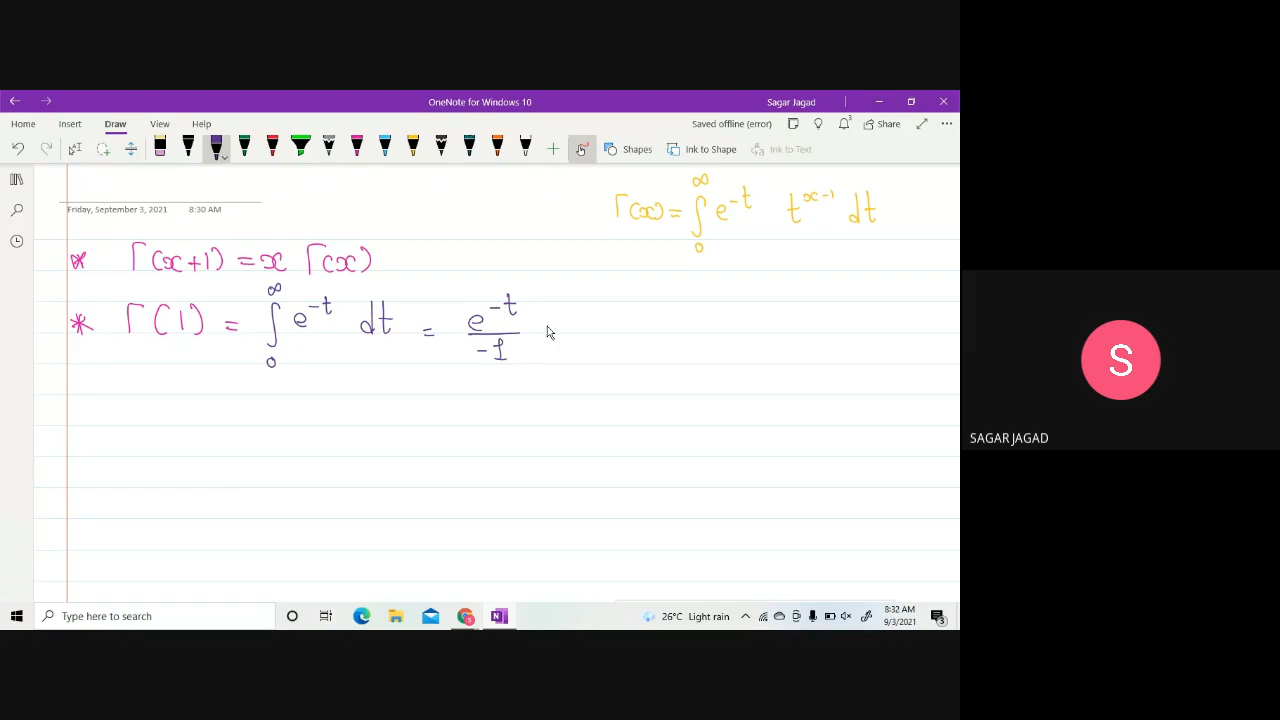 OneNote for Windows 10
Sagar Jagad
Home Insert Draw View Help
Saved offline (error)
3
Share
Shapes
Ink to Shape
Ink to Text
Γ(x) = ∫₀^∞ e^{-t} t^{x-1} dt
Friday, September 3, 2021 8:30 AM
* Γ(x+1) = x Γ(x)
* Γ(1) = ∫₀^∞ e^{-t} dt = e^{-t}/-1
S
SAGAR JAGAD
Type here to search
26°C Light rain
8:32 AM
9/3/2021
3